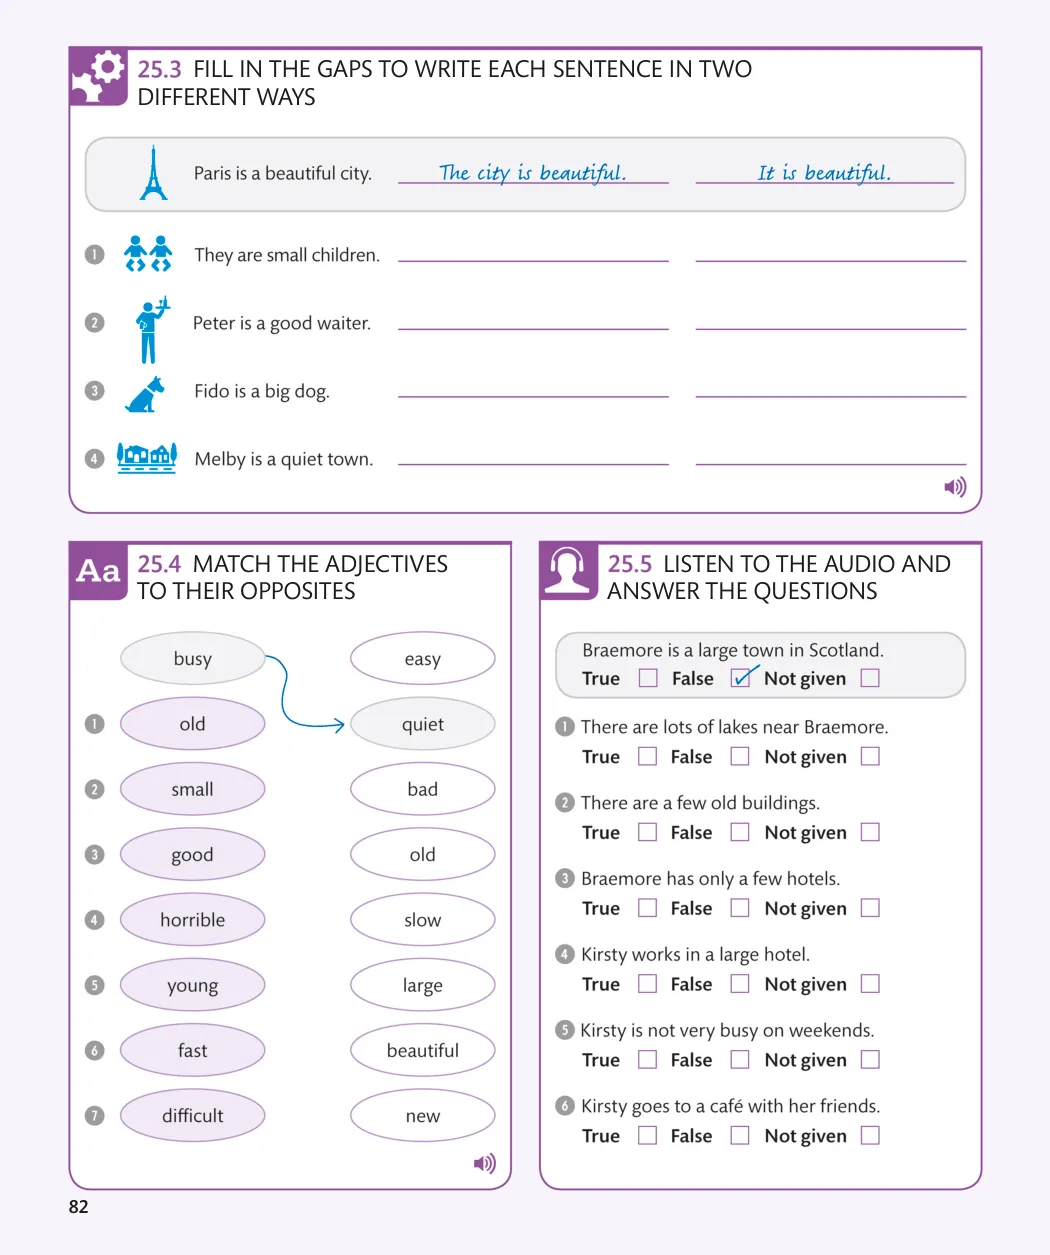 25.3 FILL IN THE GAPS TO WRITE EACH SENTENCE IN TWO
DIFFERENT WAYS
Paris is a beautiful city. The city is beautiful. It is beautiful.
1 They are small children.
2 Peter is a good waiter.
3 Fido is a big dog.
4 Melby is a quiet town.
Aa 25.4 MATCH THE ADJECTIVES
TO THEIR OPPOSITES
busy easy
1 old quiet
2 small bad
3 good old
4 horrible slow
5 young large
6 fast beautiful
7 difficult new
25.5 LISTEN TO THE AUDIO AND
ANSWER THE QUESTIONS
Braemore is a large town in Scotland.
True False ✓ Not given
1 There are lots of lakes near Braemore.
True False Not given
2 There are a few old buildings.
True False Not given
3 Braemore has only a few hotels.
True False Not given
4 Kirsty works in a large hotel.
True False Not given
5 Kirsty is not very busy on weekends.
True False Not given
6 Kirsty goes to a café with her friends.
True False Not given
82